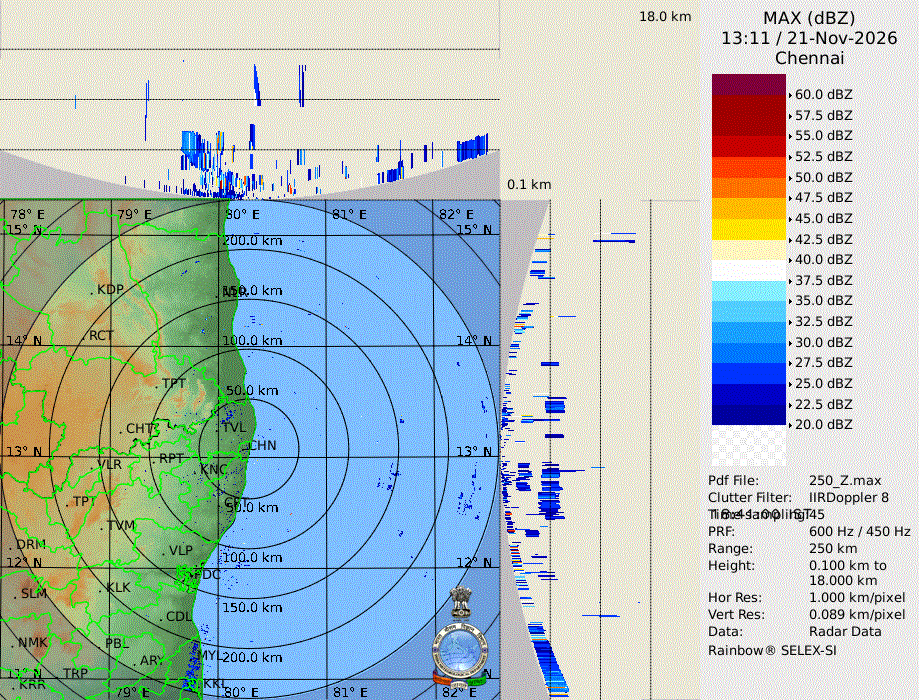 18.0 km
0.1 km
MAX (dBZ)
13:11 / 21-Nov-2026
Chennai
60.0 dBZ
57.5 dBZ
55.0 dBZ
52.5 dBZ
50.0 dBZ
47.5 dBZ
45.0 dBZ
42.5 dBZ
40.0 dBZ
37.5 dBZ
35.0 dBZ
32.5 dBZ
30.0 dBZ
27.5 dBZ
25.0 dBZ
22.5 dBZ
20.0 dBZ
Pdf File: 250_Z.max
Clutter Filter: IIRDoppler 8
Time sampling: 45
PRF: 600 Hz / 450 Hz
Range: 250 km
Height: 0.100 km to
18.000 km
Hor Res: 1.000 km/pixel
Vert Res: 0.089 km/pixel
Data: Radar Data
Rainbow® SELEX-SI
78° E 79° E 80° E 81° E 82° E
15° N 15° N
200.0 km
KDP
150.0 km
RCT
100.0 km
14° N 14° N
TPT
50.0 km
CHT TVL
CHN
13° N 13° N
VLR RPT KNC
TPT
50.0 km
TVM
DRM VLP
100.0 km
12° N 12° N
PDC
SLM KLK
150.0 km
CDL
NMK PBL
ARY MYL
200.0 km
TRP
KRR KKL
79° E 80° E 81° E 82° E